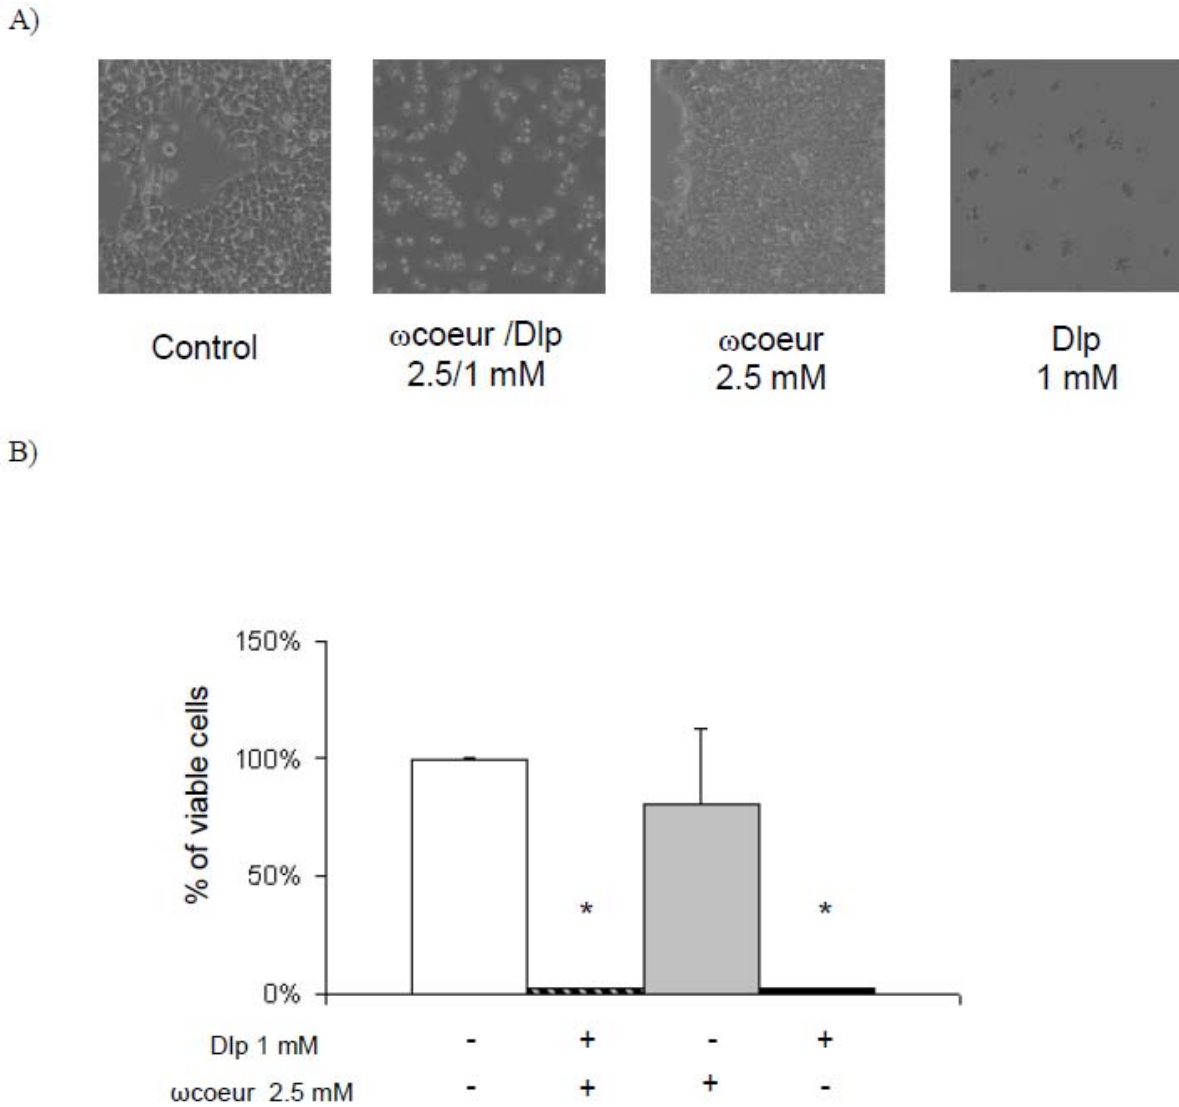 A)
Control
ωcoeur /Dlp
2.5/1 mM
ωcoeur
2.5 mM
Dlp
1 mM
B)
150%
100%
50%
0%
% of viable cells
*
*
Dlp 1 mM - + - +
ωcoeur 2.5 mM - + + -